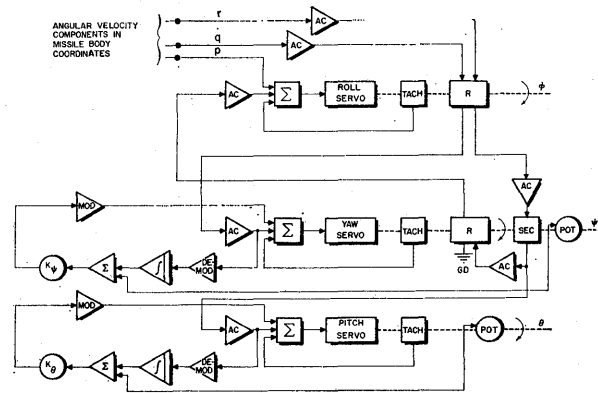 r
AC
ANGULAR VELOCITY
COMPONENTS IN
MISSILE BODY
COORDINATES
q
AC
p
AC
Σ
ROLL
SERVO
TACH
R
φ
AC
MOD
AC
Σ
YAW
SERVO
TACH
R
SEC
POT
ψ
Kψ
Σ
∫
DE-
MOD
GD
AC
MOD
AC
Σ
PITCH
SERVO
TACH
POT
θ
Kθ
Σ
∫
DE-
MOD